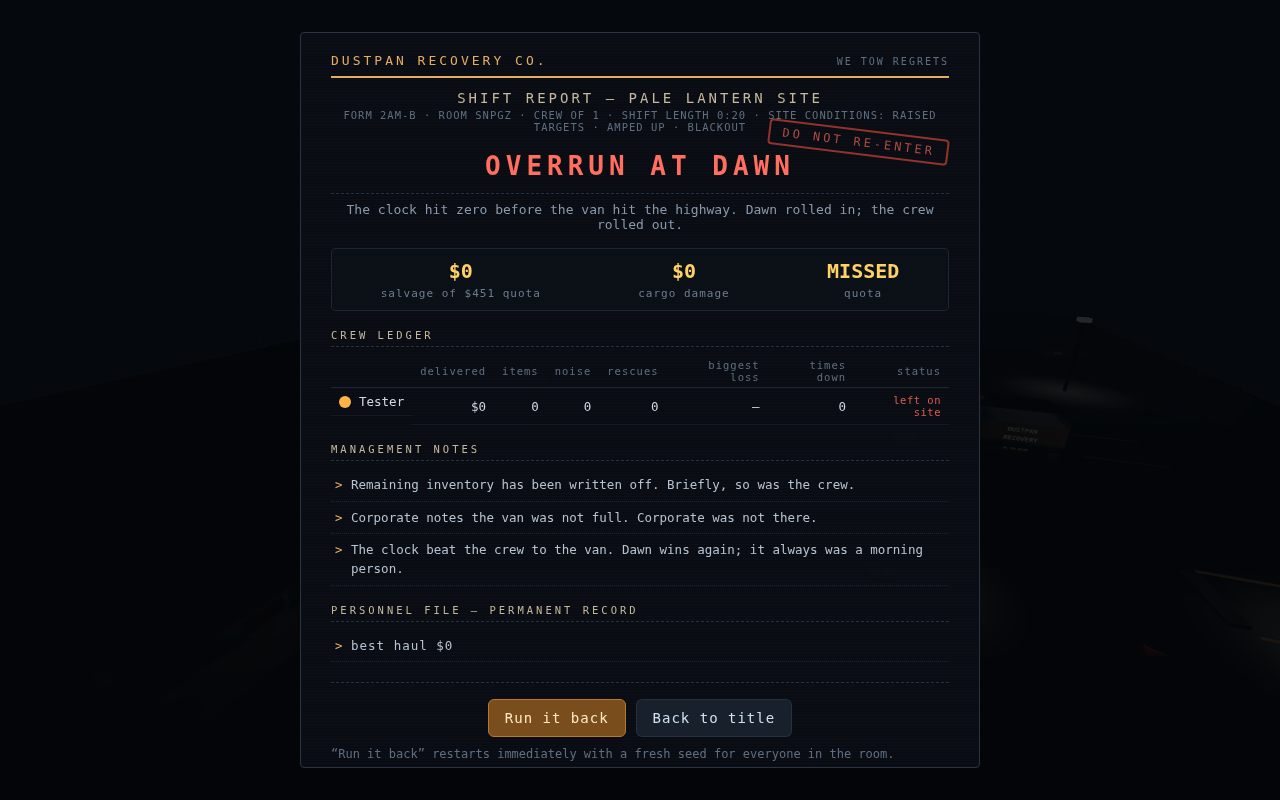 DUSTPAN RECOVERY CO.
WE TOW REGRETS
SHIFT REPORT — PALE LANTERN SITE
FORM 2AM-B · ROOM SNPGZ · CREW OF 1 · SHIFT LENGTH 0:20 · SITE CONDITIONS: RAISED
TARGETS · AMPED UP · BLACKOUT
DO NOT RE-ENTER
OVERRUN AT DAWN
The clock hit zero before the van hit the highway. Dawn rolled in; the crew
rolled out.
$0 $0 MISSED
salvage of $451 quota cargo damage quota
CREW LEDGER
delivered items noise rescues biggest loss times down status
Tester $0 0 0 0 — 0 left on site
MANAGEMENT NOTES
> Remaining inventory has been written off. Briefly, so was the crew.
> Corporate notes the van was not full. Corporate was not there.
> The clock beat the crew to the van. Dawn wins again; it always was a morning
person.
PERSONNEL FILE — PERMANENT RECORD
> best haul $0
Run it back Back to title
“Run it back” restarts immediately with a fresh seed for everyone in the room.
DUSTPAN
RECOVERY